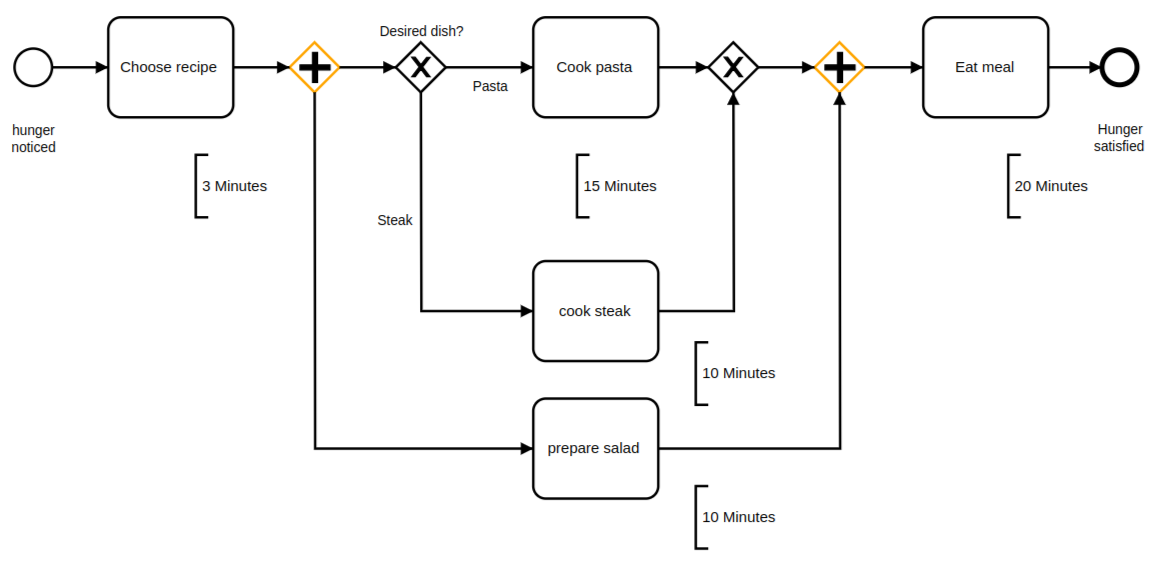 Desired dish?
Choose recipe
Cook pasta
Eat meal
Pasta
hunger
noticed
Hunger
satisfied
3 Minutes
15 Minutes
20 Minutes
Steak
cook steak
10 Minutes
prepare salad
10 Minutes